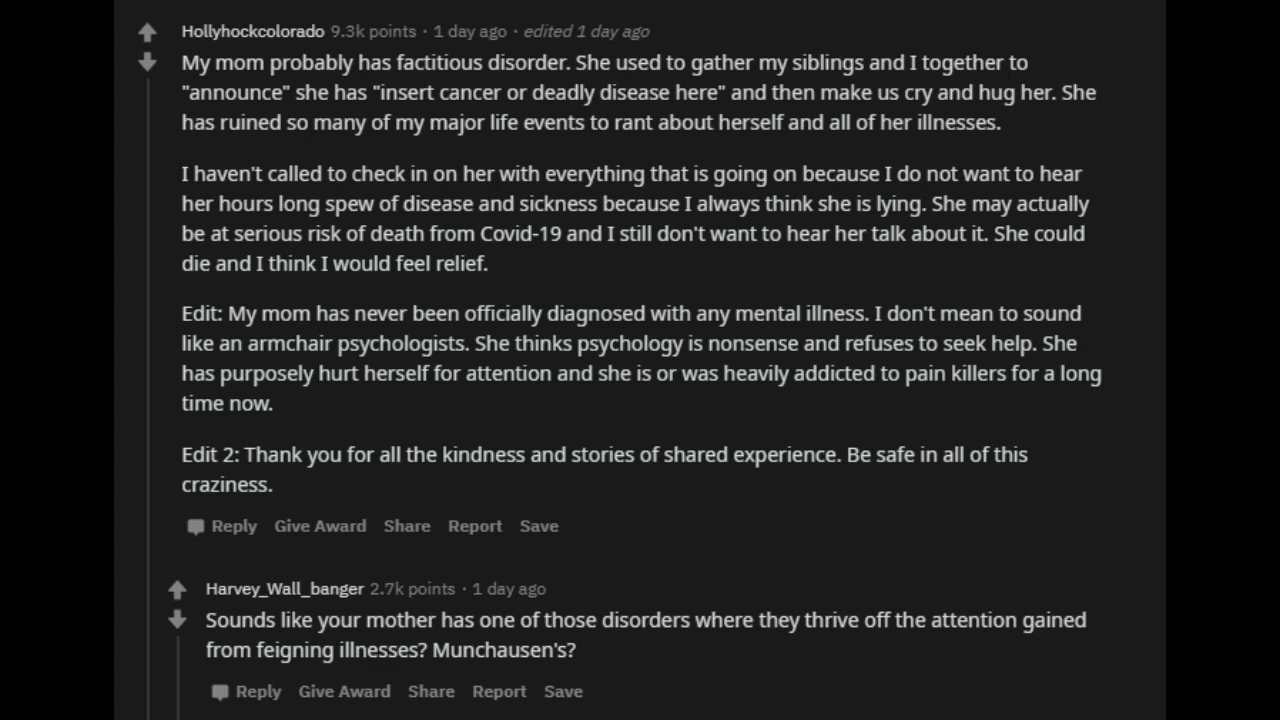 Hollyhockcolorado 9.3k points · 1 day ago · edited 1 day ago
My mom probably has factitious disorder. She used to gather my siblings and I together to
"announce" she has "insert cancer or deadly disease here" and then make us cry and hug her. She
has ruined so many of my major life events to rant about herself and all of her illnesses.
I haven't called to check in on her with everything that is going on because I do not want to hear
her hours long spew of disease and sickness because I always think she is lying. She may actually
be at serious risk of death from Covid-19 and I still don't want to hear her talk about it. She could
die and I think I would feel relief.
Edit: My mom has never been officially diagnosed with any mental illness. I don't mean to sound
like an armchair psychologists. She thinks psychology is nonsense and refuses to seek help. She
has purposely hurt herself for attention and she is or was heavily addicted to pain killers for a long
time now.
Edit 2: Thank you for all the kindness and stories of shared experience. Be safe in all of this
craziness.
Reply Give Award Share Report Save
Harvey_Wall_banger 2.7k points · 1 day ago
Sounds like your mother has one of those disorders where they thrive off the attention gained
from feigning illnesses? Munchausen's?
Reply Give Award Share Report Save